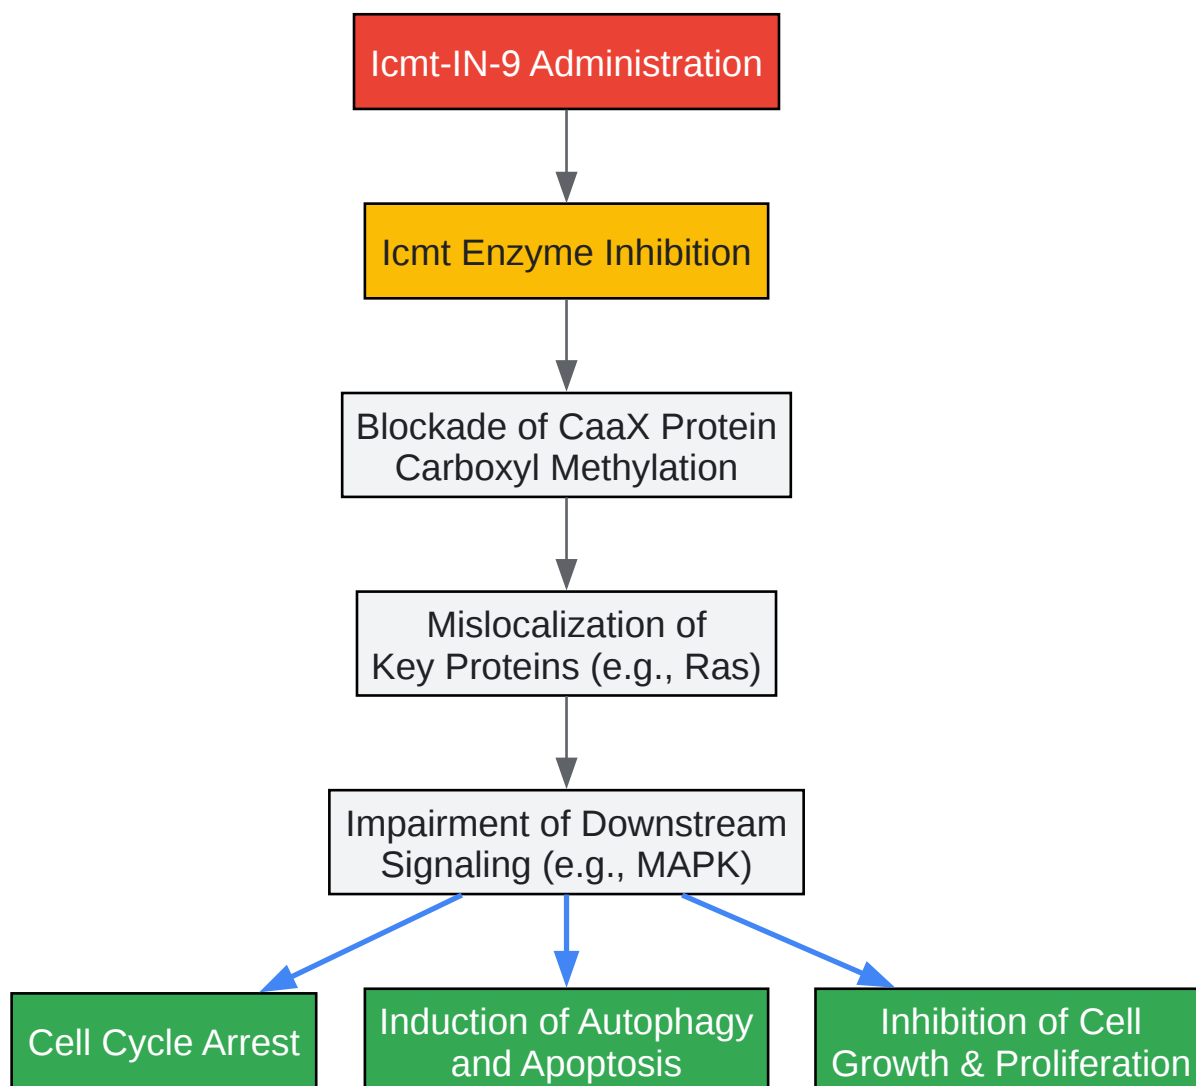 Icmt-IN-9 Administration
Icmt Enzyme Inhibition
Blockade of CaaX Protein
Carboxyl Methylation
Mislocalization of
Key Proteins (e.g., Ras)
Impairment of Downstream
Signaling (e.g., MAPK)
Cell Cycle Arrest
Induction of Autophagy
and Apoptosis
Inhibition of Cell
Growth & Proliferation